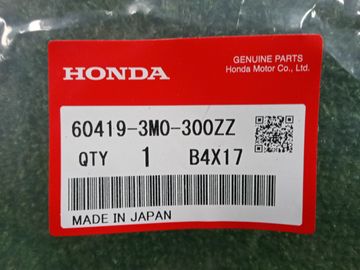 HONDA
GENUINE PARTS
Honda Motor Co., Ltd.
60419-3M0-300ZZ
QTY 1 B4X17
MADE IN JAPAN